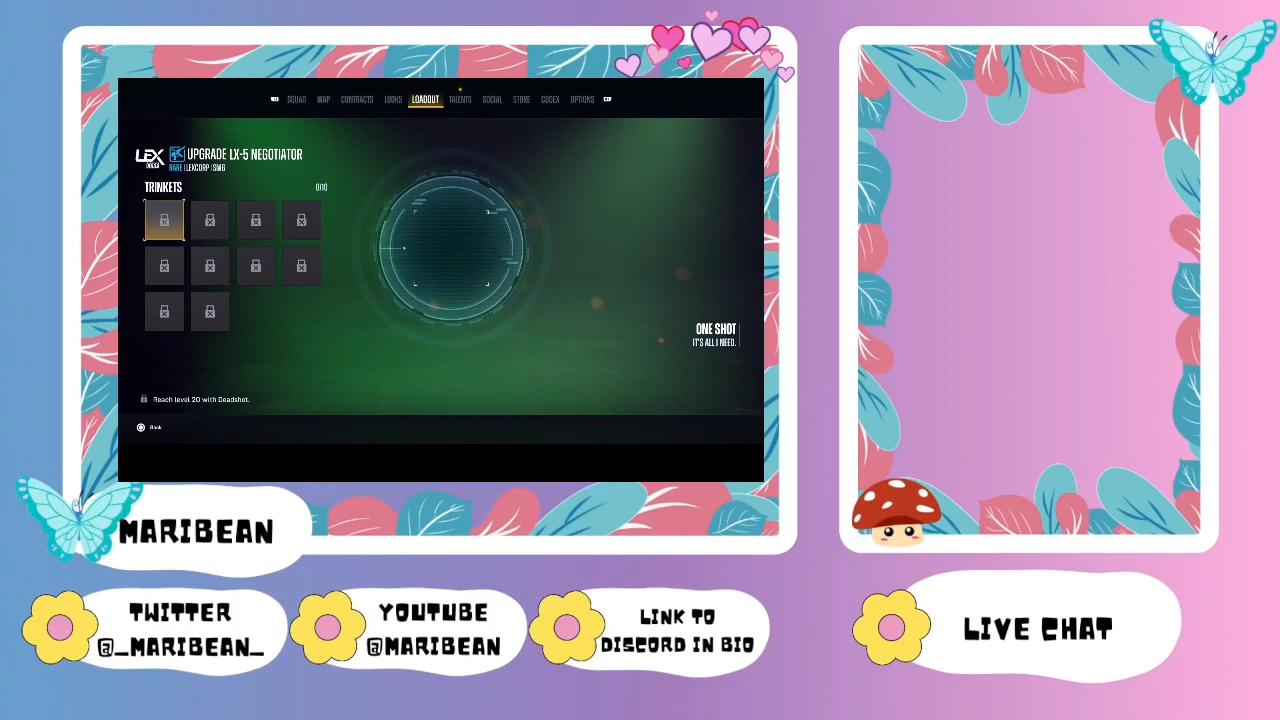 SQUAD MAP CONTRACTS LOOKS LOADOUT TALENTS SOCIAL STORE CODEX OPTIONS
LEX CORP
UPGRADE LX-5 NEGOTIATOR
RARE | LEXCORP | SMG
TRINKETS 0/10
ONE SHOT
IT'S ALL I NEED.
Reach level 20 with Deadshot.
Back
MARIBEAN
TWITTER
@_MARIBEAN_
YOUTUBE
@MARIBEAN
LINK TO
DISCORD IN BIO
LIVE CHAT